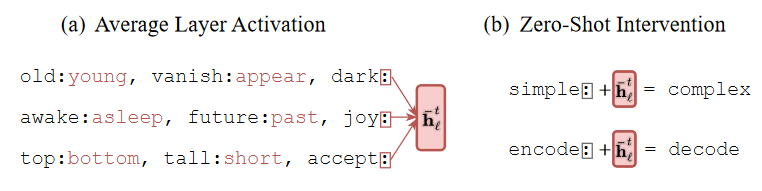 (a) Average Layer Activation
old:young, vanish:appear, dark:
awake:asleep, future:past, joy:
top:bottom, tall:short, accept:
h̄ₗᵗ
(b) Zero-Shot Intervention
simple: + h̄ₗᵗ = complex
encode: + h̄ₗᵗ = decode